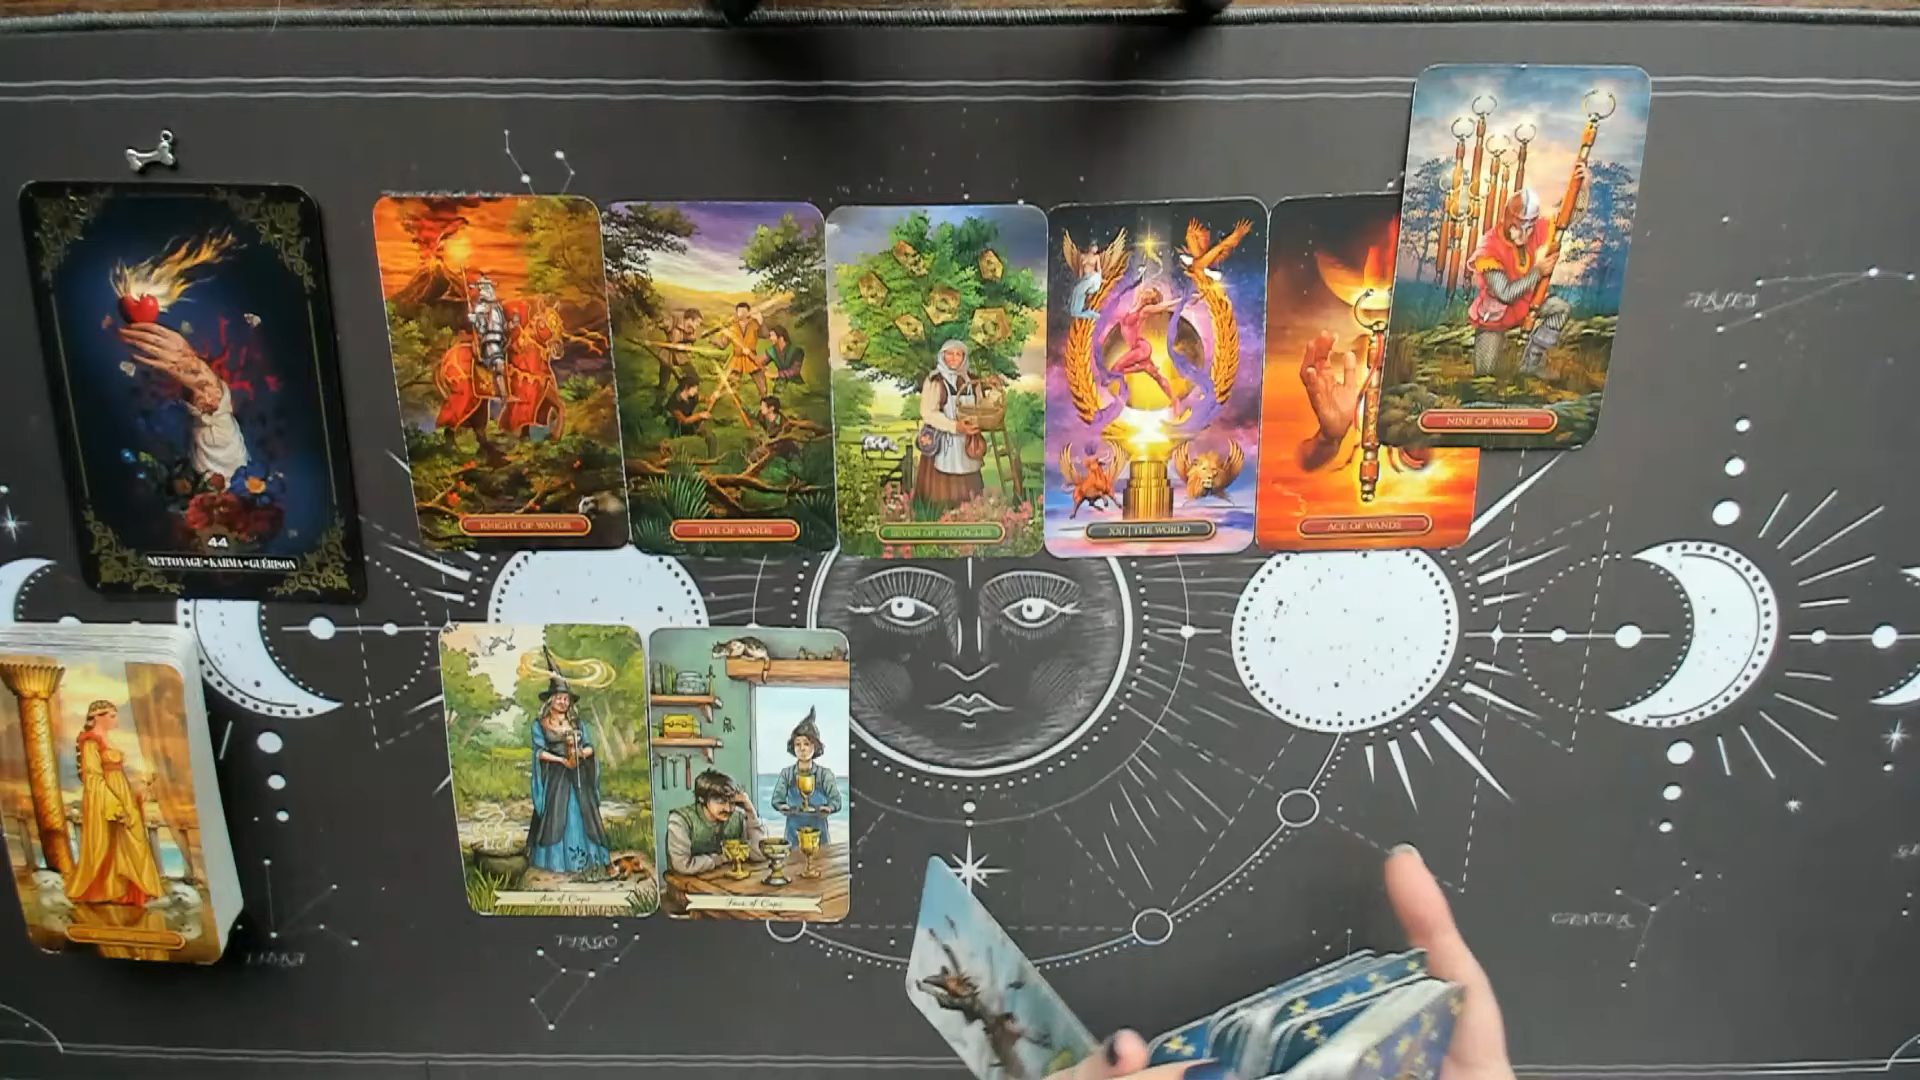 ARIES
NINE OF WANDS
KNIGHT OF WANDS
FIVE OF WANDS
SEVEN OF PENTACLES
XXI | THE WORLD
ACE OF WANDS
44
NETTOYAGE•KARMA•GUÉRISON
Ace of Cups
Four of Cups
VIRGO
LIBRA
CANCER